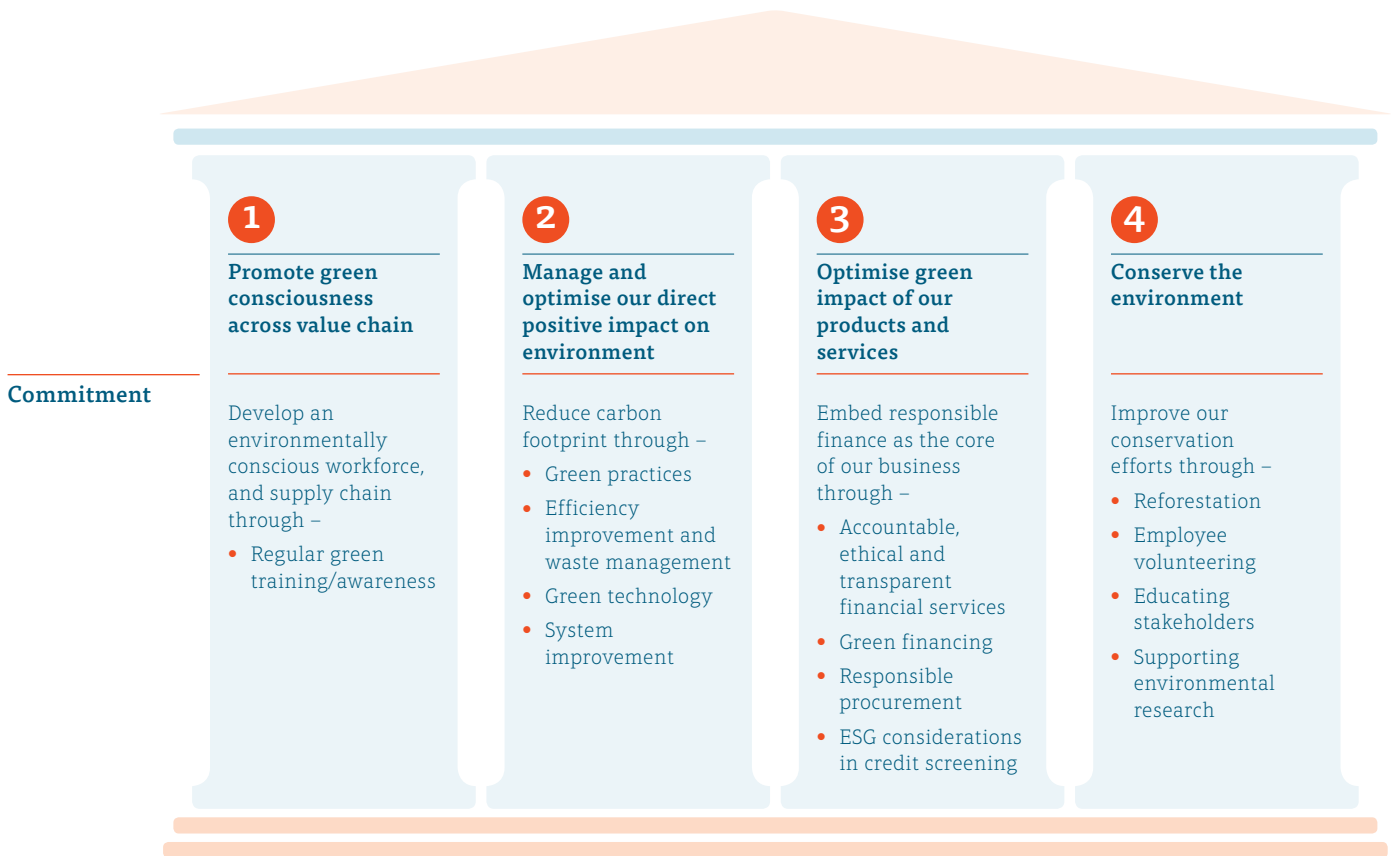 Commitment
1
Promote green
consciousness
across value chain
Develop an
environmentally
conscious workforce,
and supply chain
through –
• Regular green
training/awareness
2
Manage and
optimise our direct
positive impact on
environment
Reduce carbon
footprint through –
• Green practices
• Efficiency
improvement and
waste management
• Green technology
• System
improvement
3
Optimise green
impact of our
products and
services
Embed responsible
finance as the core
of our business
through –
• Accountable,
ethical and
transparent
financial services
• Green financing
• Responsible
procurement
• ESG considerations
in credit screening
4
Conserve the
environment
Improve our
conservation
efforts through –
• Reforestation
• Employee
volunteering
• Educating
stakeholders
• Supporting
environmental
research